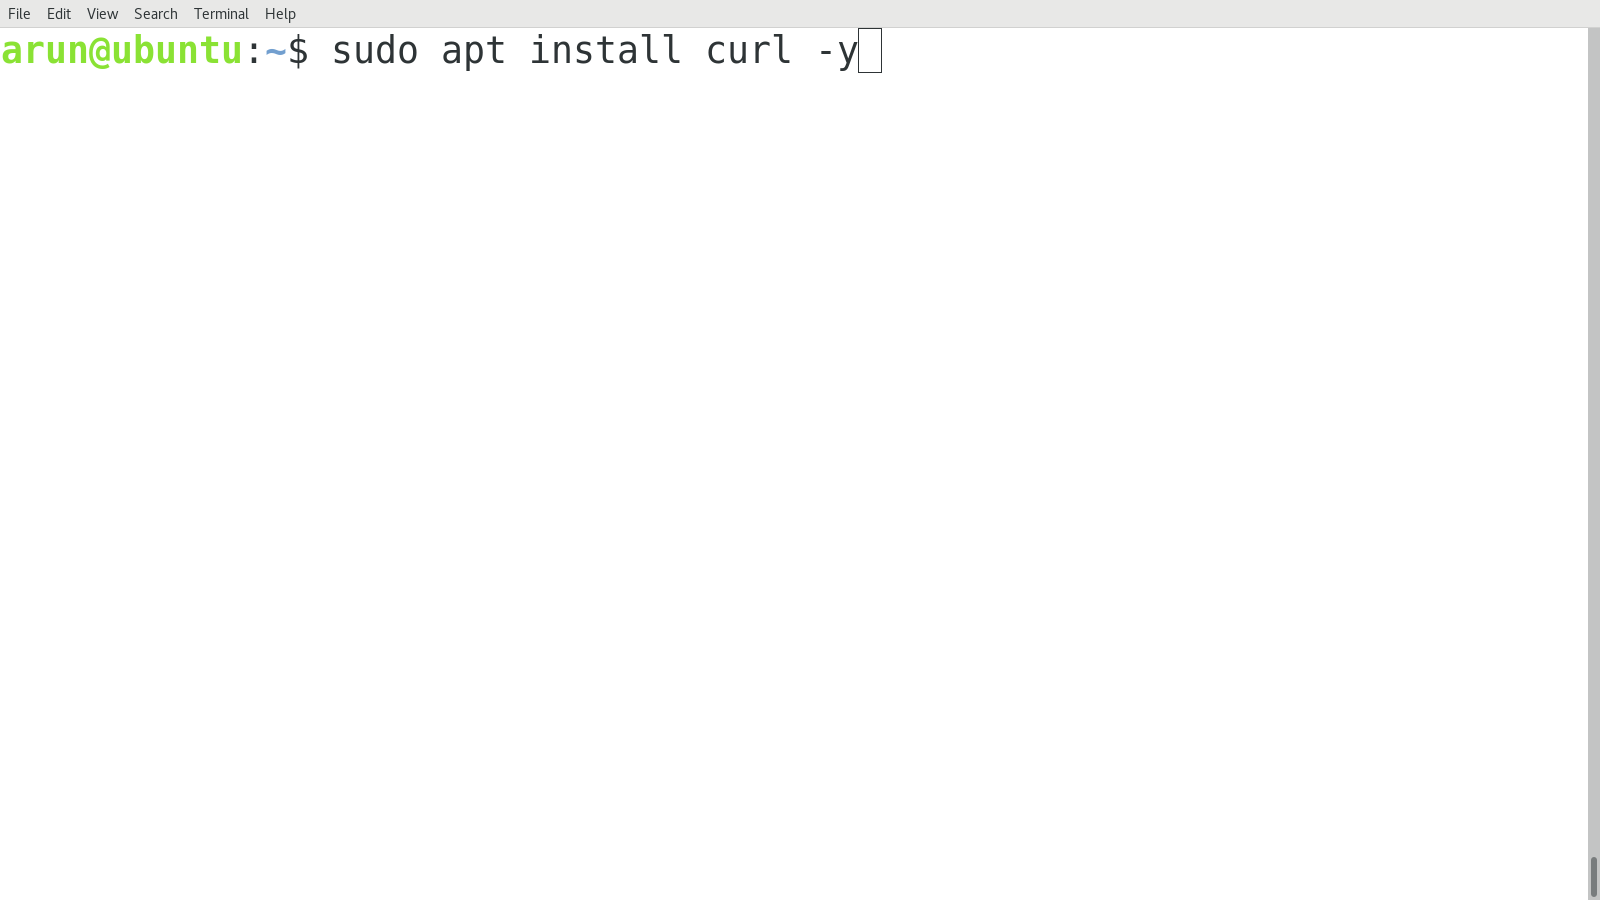 File Edit View Search Terminal Help
arun@ubuntu:~$ sudo apt install curl -y